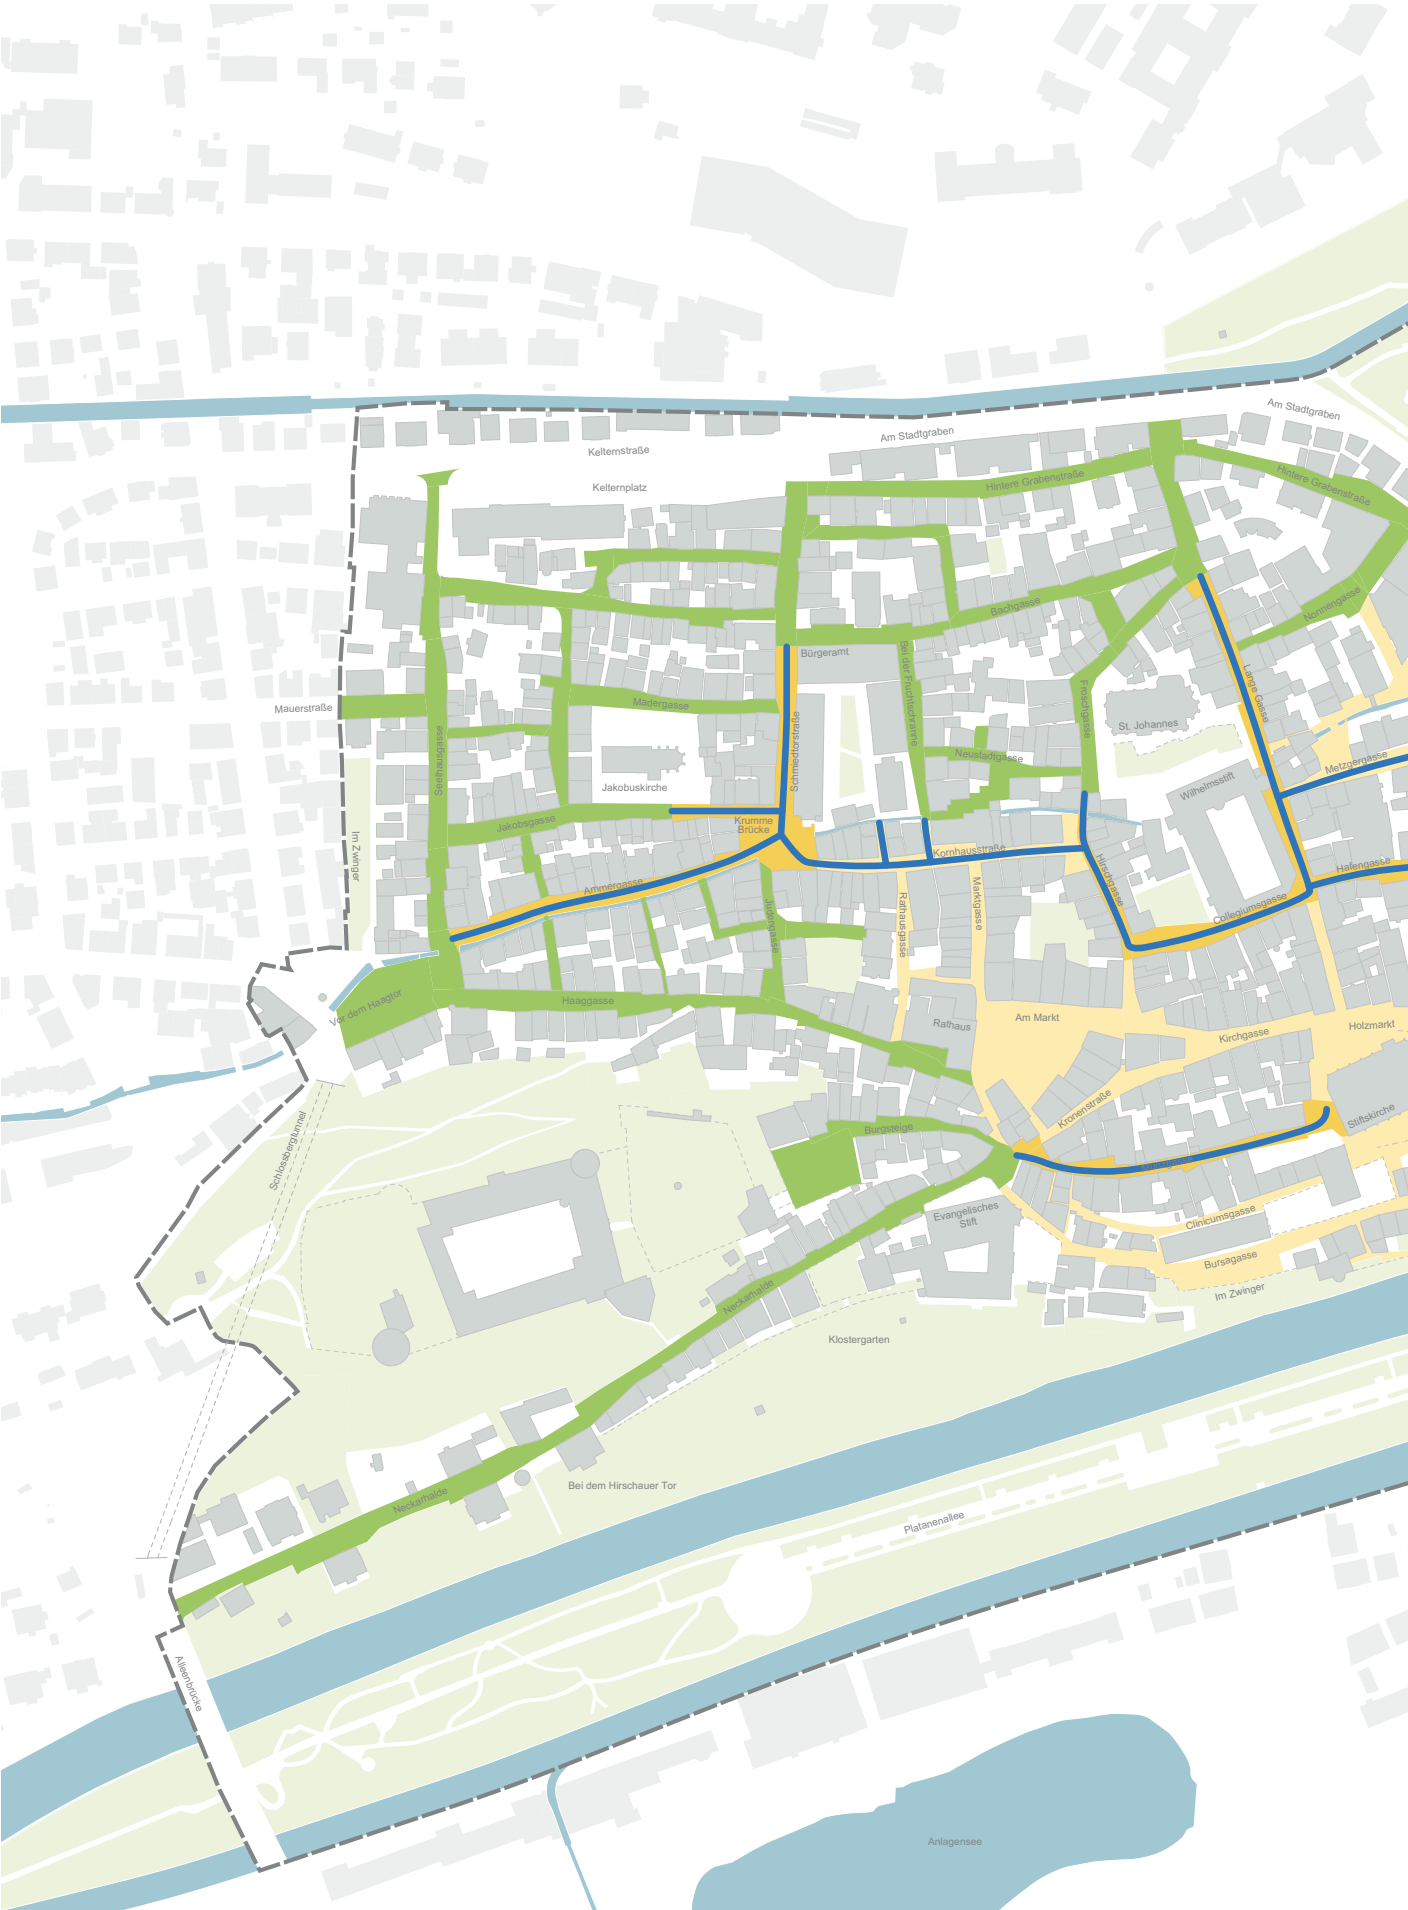 Am Stadtgraben
Am Stadtgraben
Kelternstraße
Hintere Grabenstraße
Hintere Grabenstraße
Kelternplatz
Bachgasse
Nonnengasse
Bürgeramt
Bei der Fruchtschranne
Mauerstraße
Mädergasse
Froschgasse
Lange Gasse
St. Johannes
Seelhausgasse
Schmiedtorstraße
Neustadtgasse
Metzgergasse
Jakobuskirche
Wilhelmsstift
Jakobsgasse
Krumme
Brücke
Im Zwinger
Kornhausstraße
Hafengasse
Ammergasse
Hirschgasse
Judengasse
Rathausgasse
Marktgasse
Collegiumsgasse
Vor dem Haagtor
Haaggasse
Rathaus
Am Markt
Kirchgasse
Holzmarkt
Kronenstraße
Stiftskirche
Schlossbergtunnel
Burgsteige
Evangelisches
Stift
Clinicumsgasse
Bursagasse
Im Zwinger
Neckarhalde
Klostergarten
Bei dem Hirschauer Tor
Neckarhalde
Platanenallee
Alleenbrücke
Anlagensee